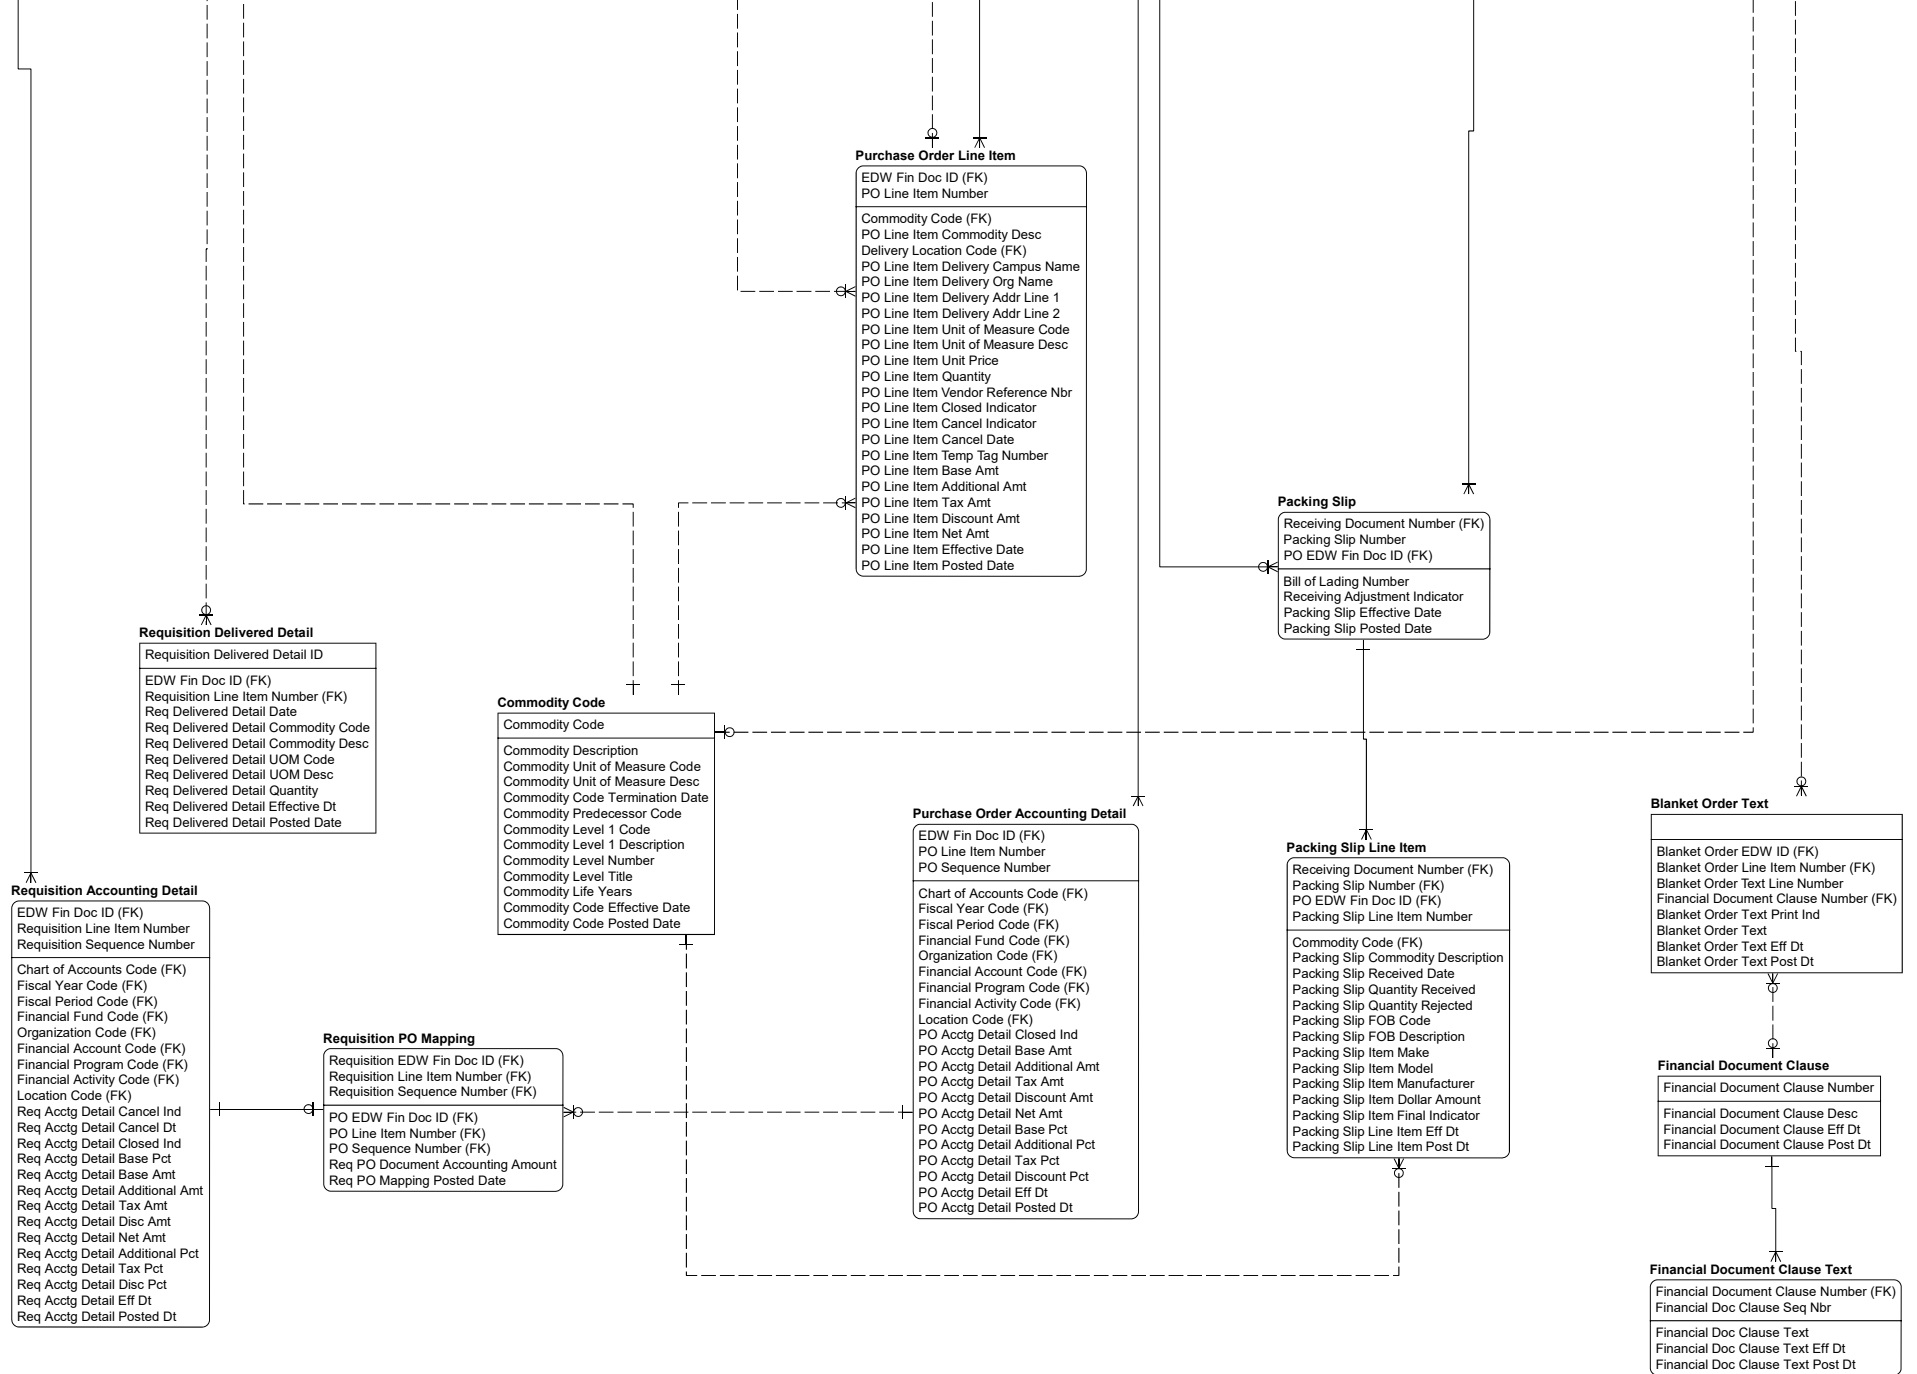 Purchase Order Line Item
EDW Fin Doc ID (FK)
PO Line Item Number
Commodity Code (FK)
PO Line Item Commodity Desc
Delivery Location Code (FK)
PO Line Item Delivery Campus Name
PO Line Item Delivery Org Name
PO Line Item Delivery Addr Line 1
PO Line Item Delivery Addr Line 2
PO Line Item Unit of Measure Code
PO Line Item Unit of Measure Desc
PO Line Item Unit Price
PO Line Item Quantity
PO Line Item Vendor Reference Nbr
PO Line Item Closed Indicator
PO Line Item Cancel Indicator
PO Line Item Cancel Date
PO Line Item Temp Tag Number
PO Line Item Base Amt
PO Line Item Additional Amt
PO Line Item Tax Amt
PO Line Item Discount Amt
PO Line Item Net Amt
PO Line Item Effective Date
PO Line Item Posted Date
Packing Slip
Receiving Document Number (FK)
Packing Slip Number
PO EDW Fin Doc ID (FK)
Bill of Lading Number
Receiving Adjustment Indicator
Packing Slip Effective Date
Packing Slip Posted Date
Requisition Delivered Detail
Requisition Delivered Detail ID
EDW Fin Doc ID (FK)
Requisition Line Item Number (FK)
Req Delivered Detail Date
Req Delivered Detail Commodity Code
Req Delivered Detail Commodity Desc
Req Delivered Detail UOM Code
Req Delivered Detail UOM Desc
Req Delivered Detail Quantity
Req Delivered Detail Effective Dt
Req Delivered Detail Posted Date
Commodity Code
Commodity Code
Commodity Description
Commodity Unit of Measure Code
Commodity Unit of Measure Desc
Commodity Code Termination Date
Commodity Predecessor Code
Commodity Level 1 Code
Commodity Level 1 Description
Commodity Level Number
Commodity Level Title
Commodity Life Years
Commodity Code Effective Date
Commodity Code Posted Date
Purchase Order Accounting Detail
EDW Fin Doc ID (FK)
PO Line Item Number
PO Sequence Number
Chart of Accounts Code (FK)
Fiscal Year Code (FK)
Fiscal Period Code (FK)
Financial Fund Code (FK)
Organization Code (FK)
Financial Account Code (FK)
Financial Program Code (FK)
Financial Activity Code (FK)
Location Code (FK)
PO Acctg Detail Closed Ind
PO Acctg Detail Base Amt
PO Acctg Detail Additional Amt
PO Acctg Detail Tax Amt
PO Acctg Detail Discount Amt
PO Acctg Detail Net Amt
PO Acctg Detail Base Pct
PO Acctg Detail Additional Pct
PO Acctg Detail Tax Pct
PO Acctg Detail Discount Pct
PO Acctg Detail Eff Dt
PO Acctg Detail Posted Dt
Packing Slip Line Item
Receiving Document Number (FK)
Packing Slip Number (FK)
PO EDW Fin Doc ID (FK)
Packing Slip Line Item Number
Commodity Code (FK)
Packing Slip Commodity Description
Packing Slip Received Date
Packing Slip Quantity Received
Packing Slip Quantity Rejected
Packing Slip FOB Code
Packing Slip FOB Description
Packing Slip Item Make
Packing Slip Item Model
Packing Slip Item Manufacturer
Packing Slip Item Dollar Amount
Packing Slip Item Final Indicator
Packing Slip Line Item Eff Dt
Packing Slip Line Item Post Dt
Blanket Order Text
Blanket Order EDW ID (FK)
Blanket Order Line Item Number (FK)
Blanket Order Text Line Number
Financial Document Clause Number (FK)
Blanket Order Text Print Ind
Blanket Order Text
Blanket Order Text Eff Dt
Blanket Order Text Post Dt
Requisition Accounting Detail
EDW Fin Doc ID (FK)
Requisition Line Item Number
Requisition Sequence Number
Chart of Accounts Code (FK)
Fiscal Year Code (FK)
Fiscal Period Code (FK)
Financial Fund Code (FK)
Organization Code (FK)
Financial Account Code (FK)
Financial Program Code (FK)
Financial Activity Code (FK)
Location Code (FK)
Req Acctg Detail Cancel Ind
Req Acctg Detail Cancel Dt
Req Acctg Detail Closed Ind
Req Acctg Detail Base Pct
Req Acctg Detail Base Amt
Req Acctg Detail Additional Amt
Req Acctg Detail Tax Amt
Req Acctg Detail Disc Amt
Req Acctg Detail Net Amt
Req Acctg Detail Additional Pct
Req Acctg Detail Tax Pct
Req Acctg Detail Disc Pct
Req Acctg Detail Eff Dt
Req Acctg Detail Posted Dt
Requisition PO Mapping
Requisition EDW Fin Doc ID (FK)
Requisition Line Item Number (FK)
Requisition Sequence Number (FK)
PO EDW Fin Doc ID (FK)
PO Line Item Number (FK)
PO Sequence Number (FK)
Req PO Document Accounting Amount
Req PO Mapping Posted Date
Financial Document Clause
Financial Document Clause Number
Financial Document Clause Desc
Financial Document Clause Eff Dt
Financial Document Clause Post Dt
Financial Document Clause Text
Financial Document Clause Number (FK)
Financial Doc Clause Seq Nbr
Financial Doc Clause Text
Financial Doc Clause Text Eff Dt
Financial Doc Clause Text Post Dt